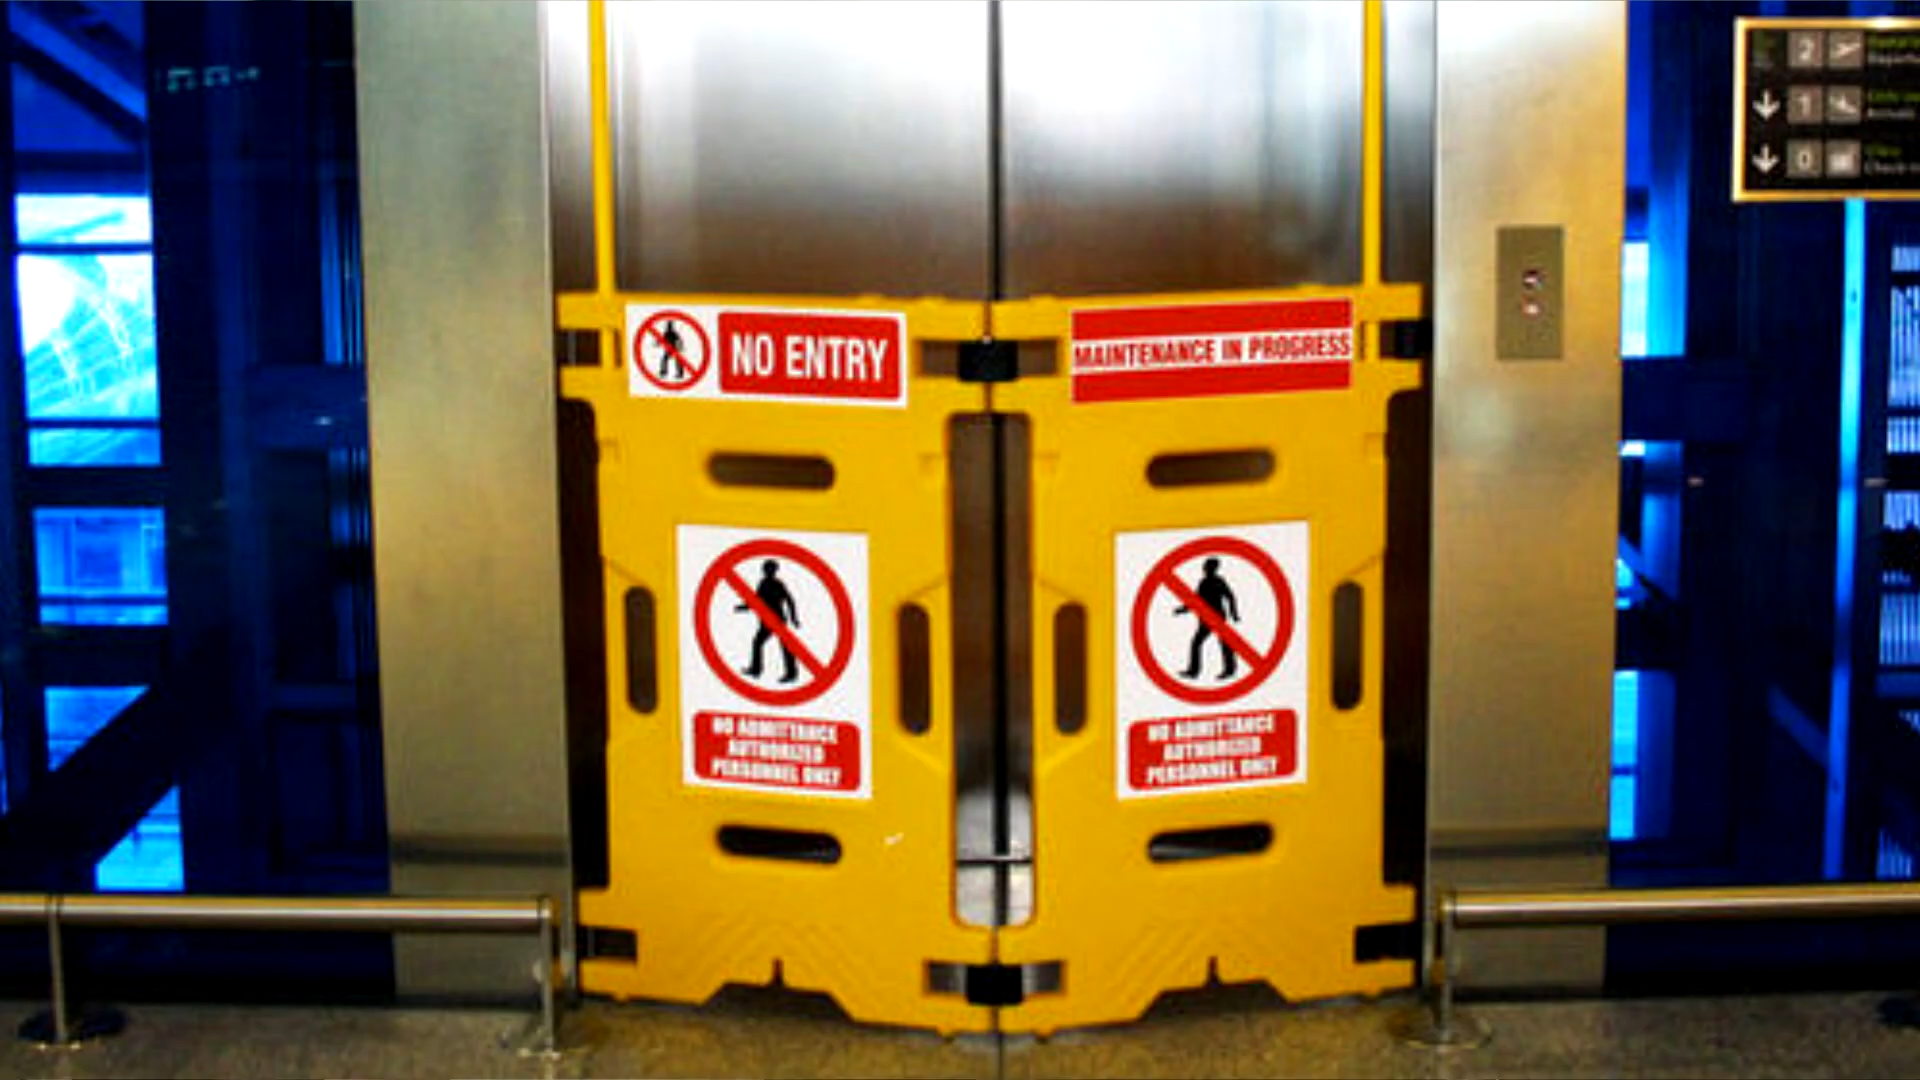 NO ENTRY
MAINTENANCE IN PROGRESS
NO ADMITTANCE
AUTHORIZED
PERSONNEL ONLY
NO ADMITTANCE
AUTHORIZED
PERSONNEL ONLY
2
1
0